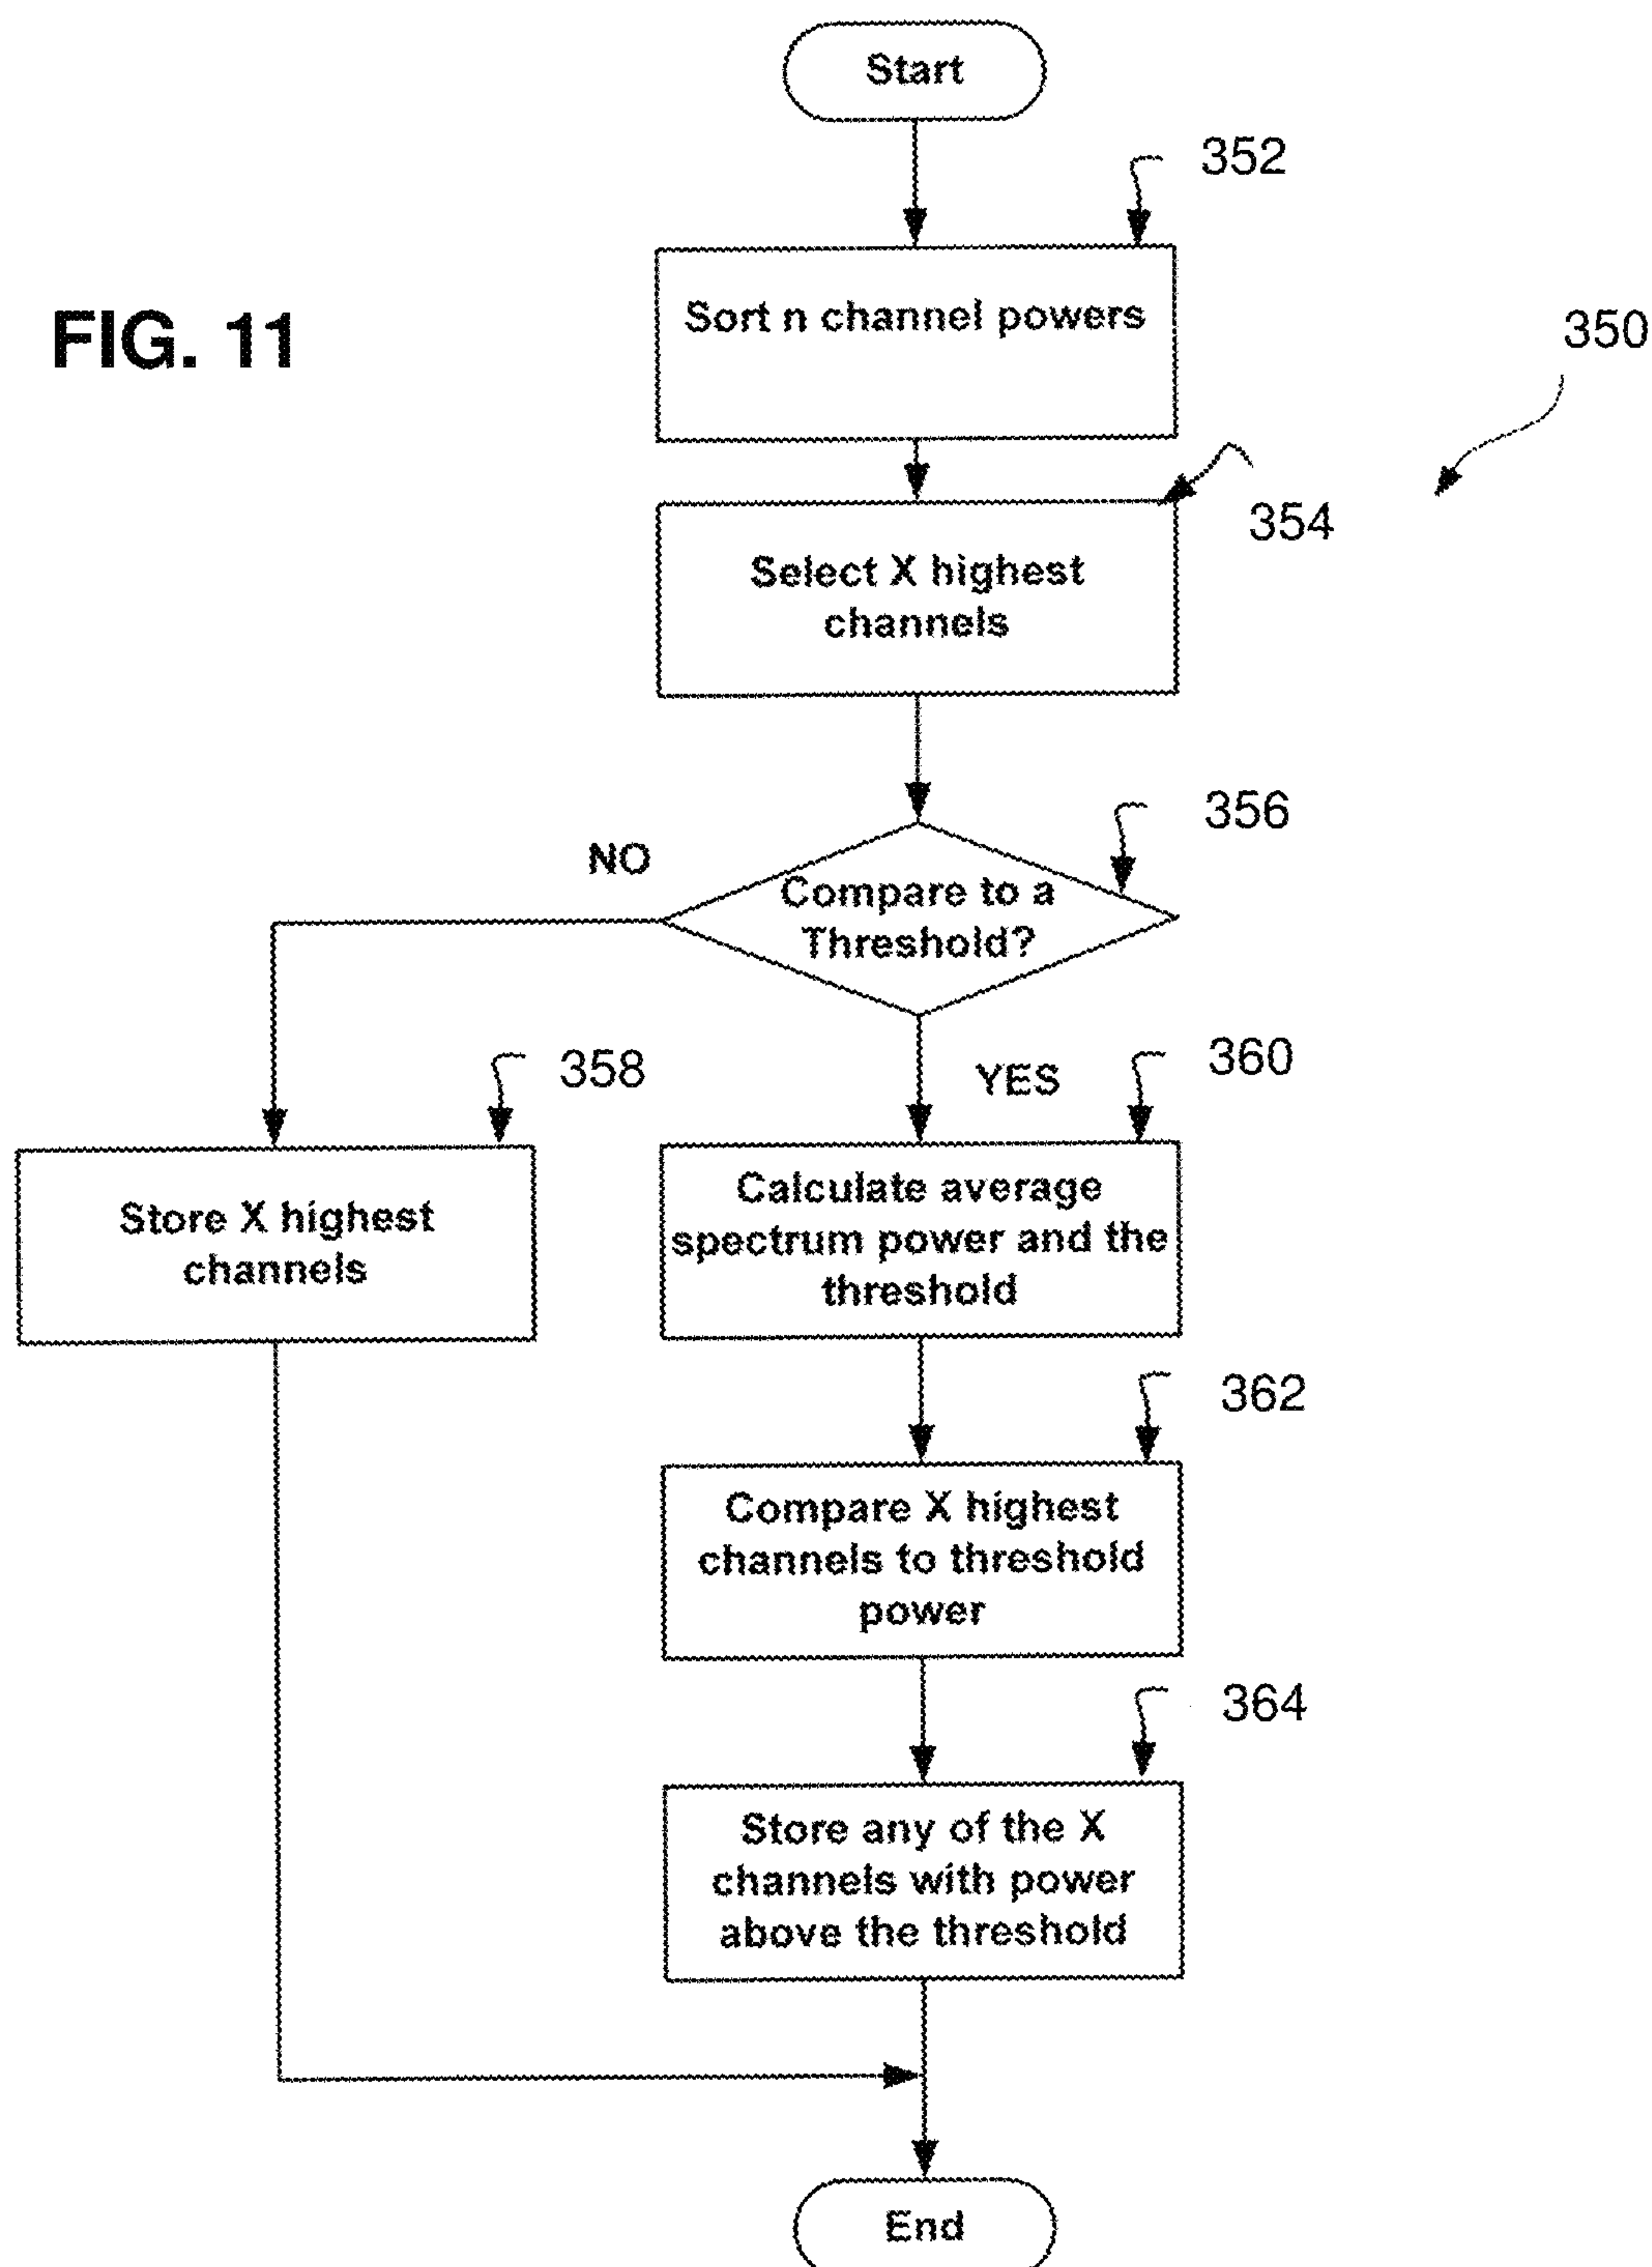 Start
352
Sort n channel powers
FIG. 11
350
354
Select X highest
channels
356
NO
Compare to a
Threshold?
358
YES
360
Store X highest
channels
Calculate average
spectrum power and the
threshold
362
Compare X highest
channels to threshold
power
364
Store any of the X
channels with power
above the threshold
End